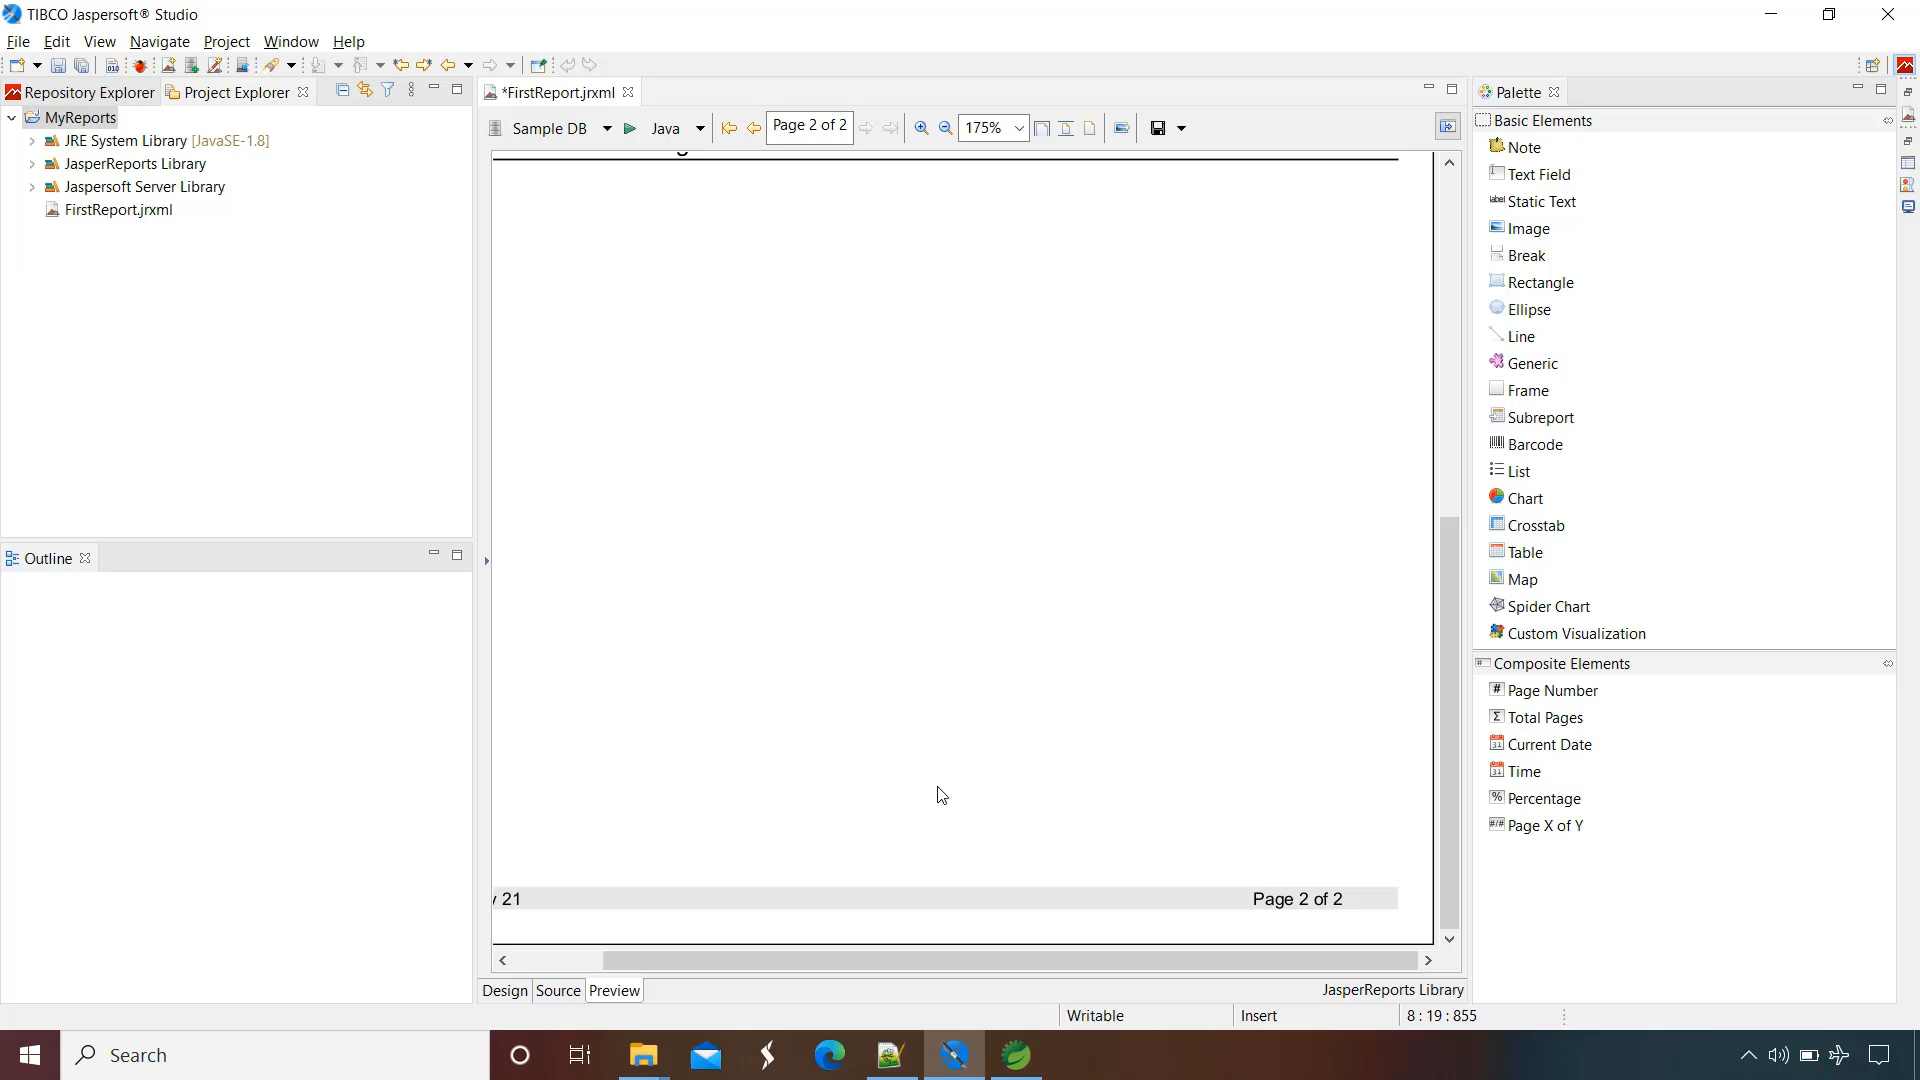 TIBCO Jaspersoft® Studio
File Edit View Navigate Project Window Help
Repository Explorer Project Explorer
MyReports
JRE System Library [JavaSE-1.8]
JasperReports Library
Jaspersoft Server Library
FirstReport.jrxml
Outline
*FirstReport.jrxml
Sample DB Java Page 2 of 2 175%
21 Page 2 of 2
Design Source Preview JasperReports Library
Palette
Basic Elements
Note
Text Field
Static Text
Image
Break
Rectangle
Ellipse
Line
Generic
Frame
Subreport
Barcode
List
Chart
Crosstab
Table
Map
Spider Chart
Custom Visualization
Composite Elements
Page Number
Total Pages
Current Date
Time
Percentage
Page X of Y
Writable Insert 8 : 19 : 855
Search